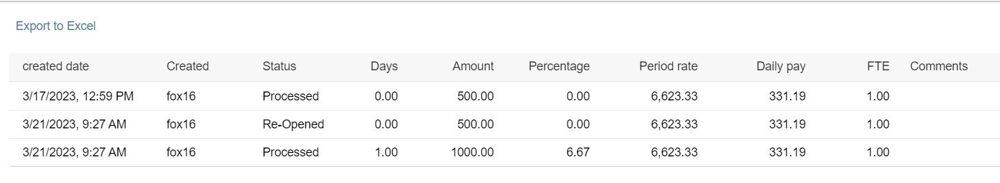 Export to Excel
created date Created Status Days Amount Percentage Period rate Daily pay FTE Comments
3/17/2023, 12:59 PM fox16 Processed 0.00 500.00 0.00 6,623.33 331.19 1.00
3/21/2023, 9:27 AM fox16 Re-Opened 0.00 500.00 0.00 6,623.33 331.19 1.00
3/21/2023, 9:27 AM fox16 Processed 1.00 1000.00 6.67 6,623.33 331.19 1.00